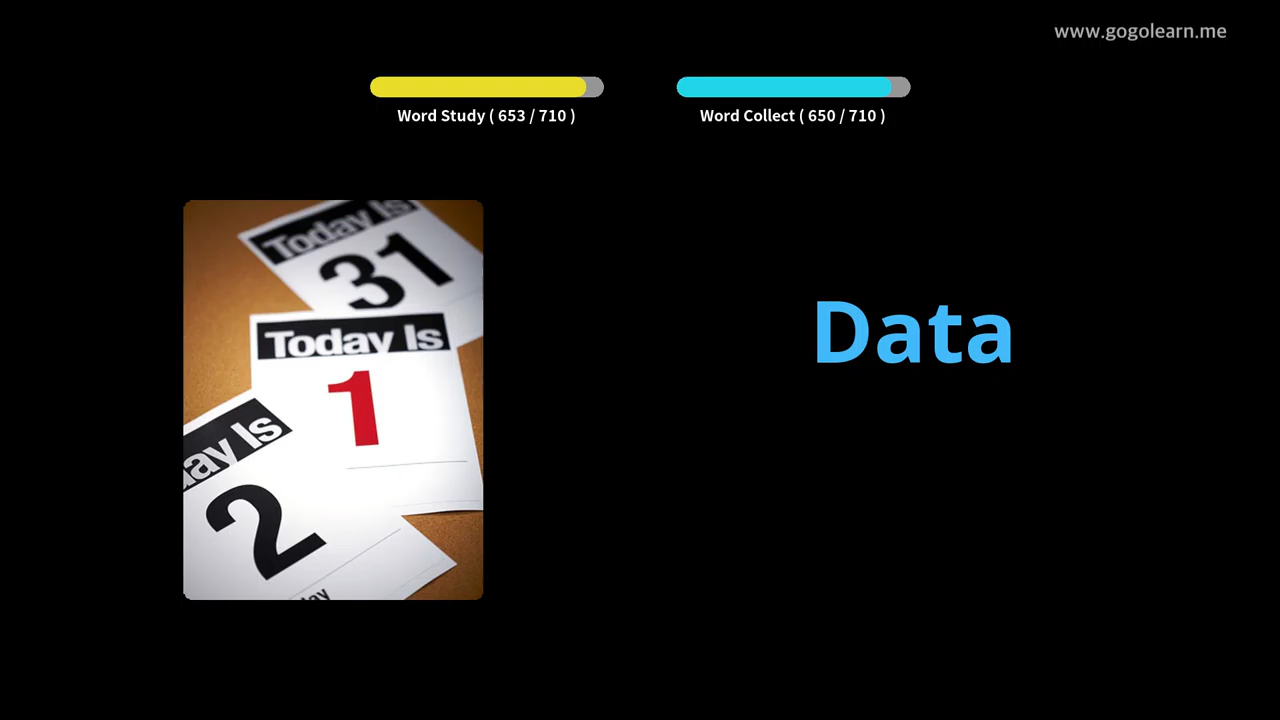 www.gogolearn.me
Word Study ( 653 / 710 )
Word Collect ( 650 / 710 )
Today Is
31
Today Is
1
ay Is
2
Data